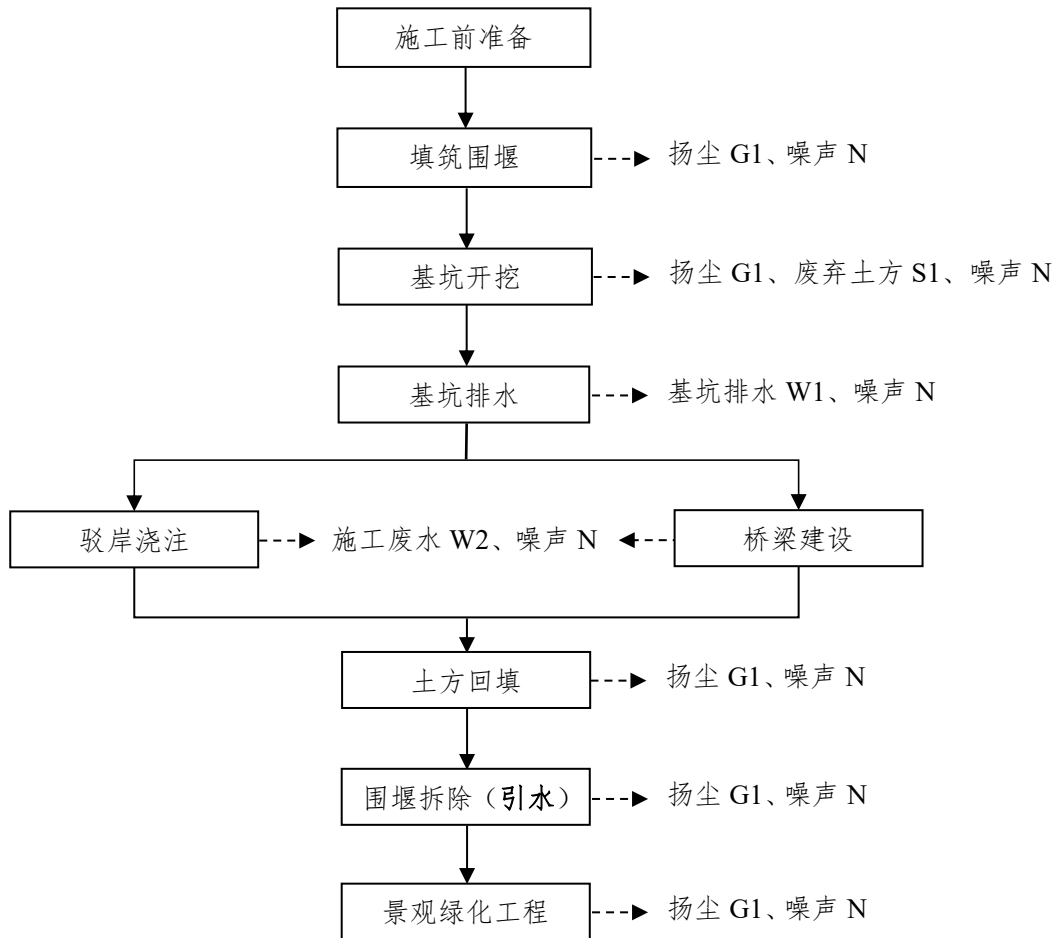 施工前准备
填筑围堰
扬尘 G1、噪声 N
基坑开挖
扬尘 G1、废弃土方 S1、噪声 N
基坑排水
基坑排水 W1、噪声 N
驳岸浇注
施工废水 W2、噪声 N
桥梁建设
土方回填
扬尘 G1、噪声 N
围堰拆除（引水）
扬尘 G1、噪声 N
景观绿化工程
扬尘 G1、噪声 N